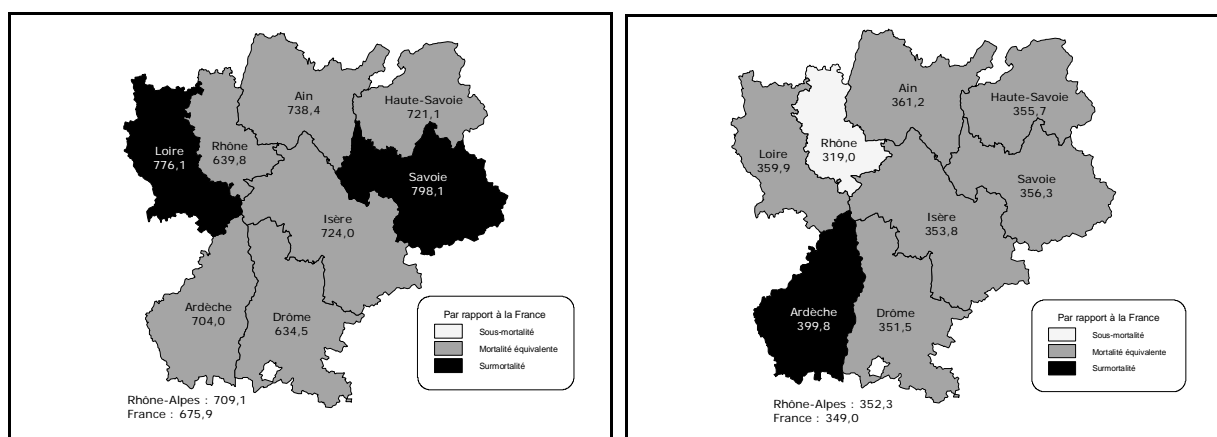 Ain
738,4
Haute-Savoie
721,1
Loire
776,1
Rhône
639,8
Savoie
798,1
Isère
724,0
Ardèche
704,0
Drôme
634,5
Par rapport à la France
Sous-mortalité
Mortalité équivalente
Surmortalité
Rhône-Alpes : 709,1
France : 675,9
Ain
361,2
Haute-Savoie
355,7
Rhône
319,0
Loire
359,9
Savoie
356,3
Isère
353,8
Ardèche
399,8
Drôme
351,5
Par rapport à la France
Sous-mortalité
Mortalité équivalente
Surmortalité
Rhône-Alpes : 352,3
France : 349,0